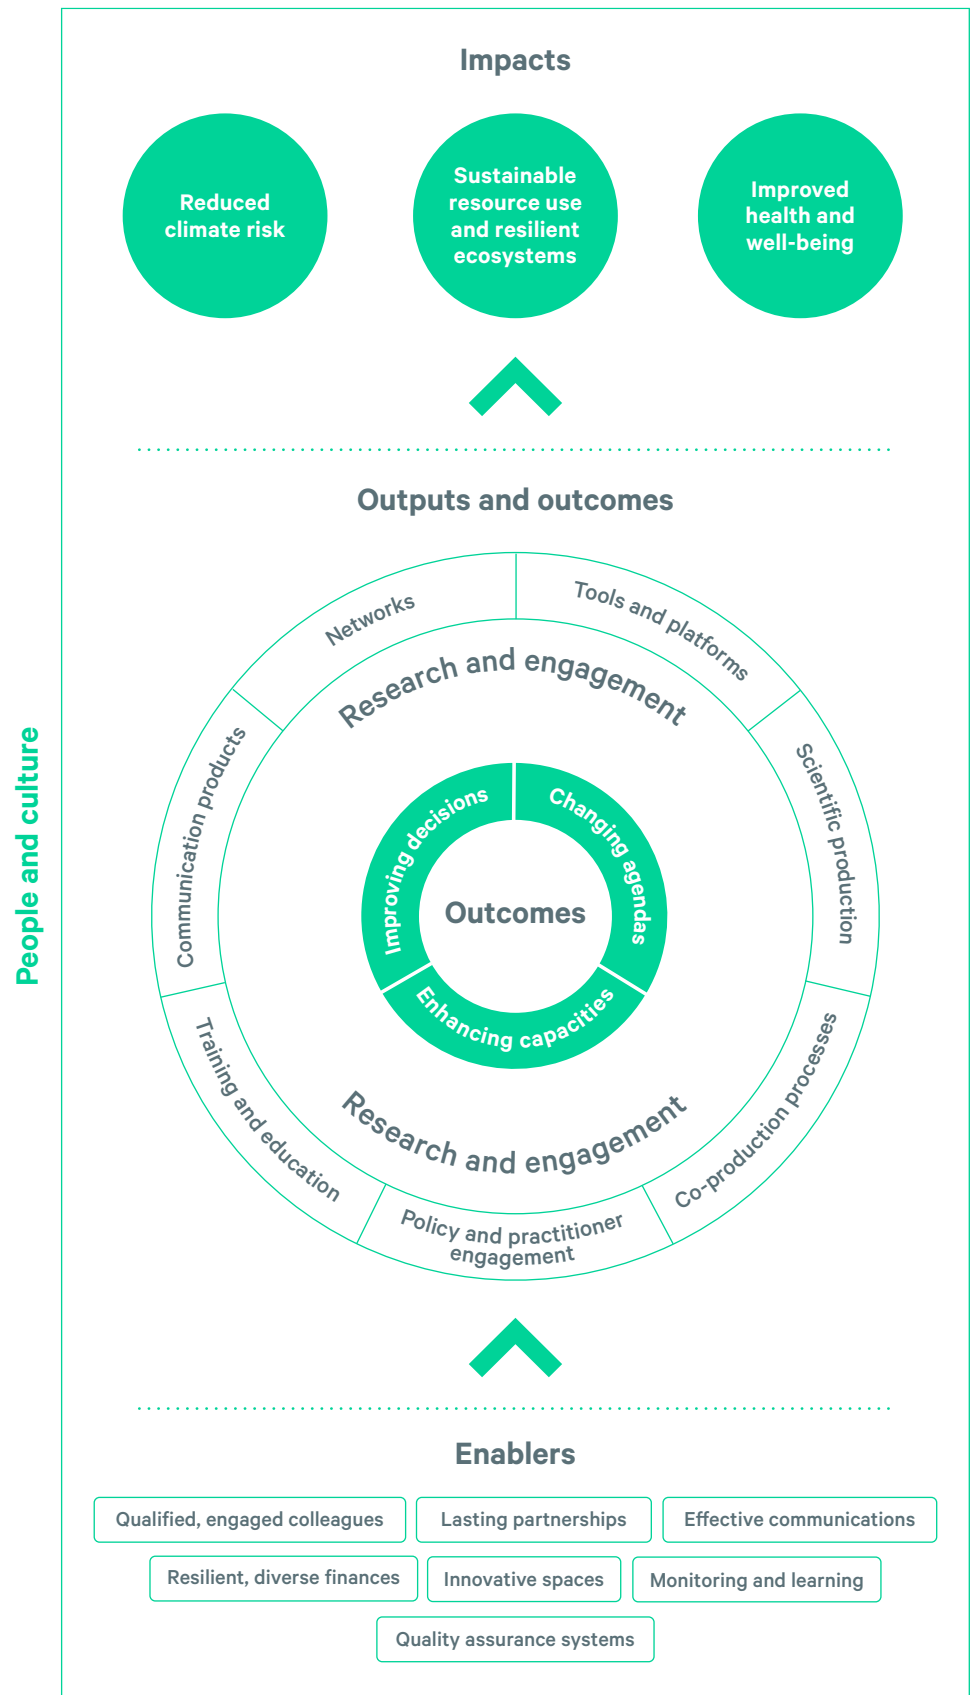 Impacts
Reduced
climate risk
Sustainable
resource use
and resilient
ecosystems
Improved
health and
well-being
Outputs and outcomes
Networks
Tools and platforms
Research and engagement
Communication products
Scientific production
Improving decisions
Changing agendas
Outcomes
Enhancing capacities
Training and education
Co-production processes
Research and engagement
Policy and practitioner
engagement
People and culture
Enablers
Qualified, engaged colleagues
Lasting partnerships
Effective communications
Resilient, diverse finances
Innovative spaces
Monitoring and learning
Quality assurance systems